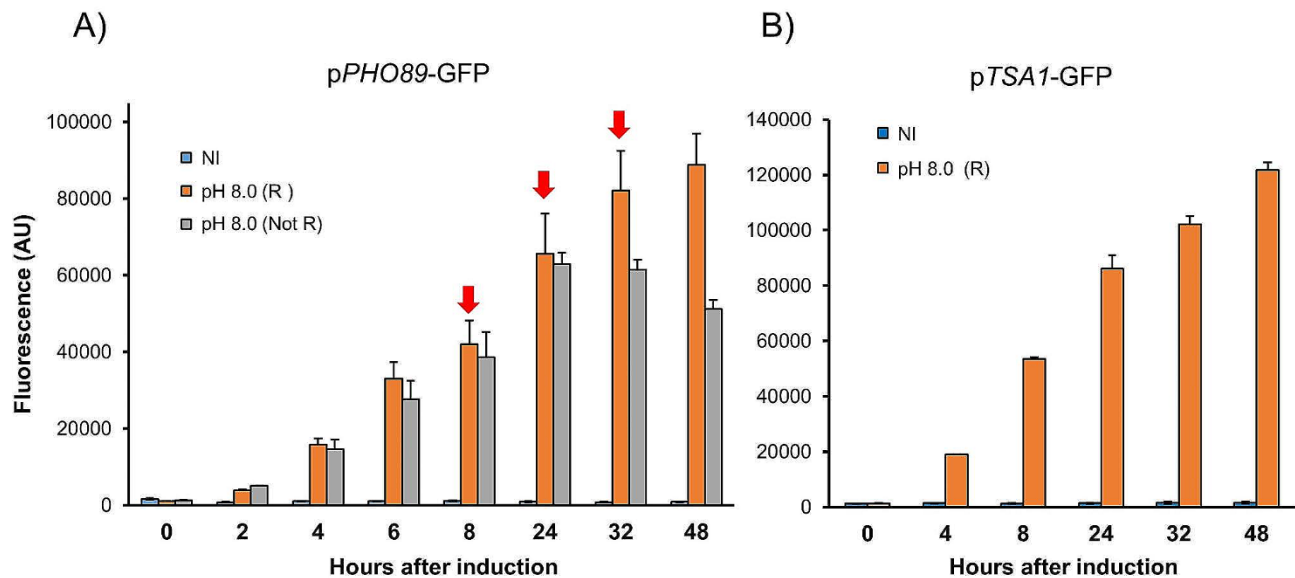 A)
pPHO89-GFP
100000
80000
60000
40000
20000
0
Fluorescence (AU)
NI
pH 8.0 (R )
pH 8.0 (Not R)
0 2 4 6 8 24 32 48
Hours after induction
B)
pTSA1-GFP
140000
120000
100000
80000
60000
40000
20000
0
NI
pH 8.0 (R)
0 4 8 24 32 48
Hours after induction